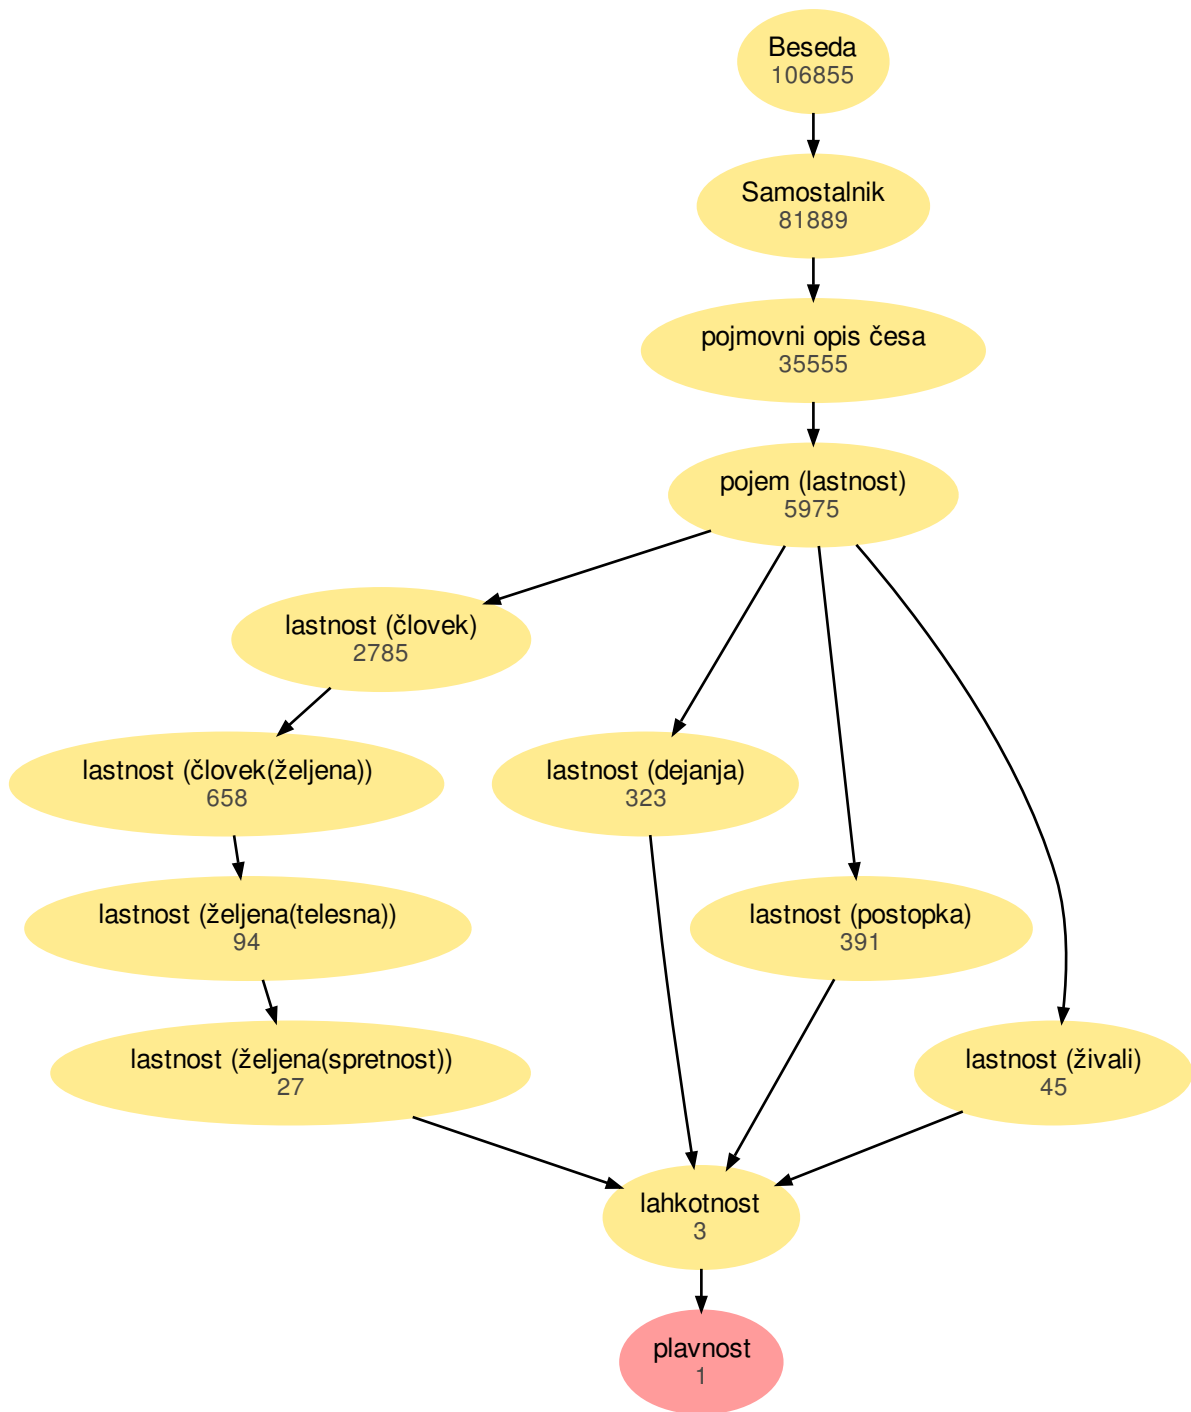 Beseda
106855
Samostalnik
81889
pojmovni opis česa
35555
pojem (lastnost)
5975
lastnost (človek)
2785
lastnost (človek(željena))
658
lastnost (dejanja)
323
lastnost (željena(telesna))
94
lastnost (postopka)
391
lastnost (željena(spretnost))
27
lastnost (živali)
45
lahkotnost
3
plavnost
1